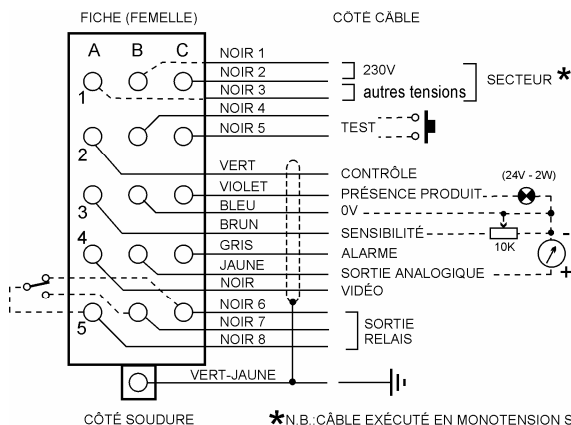 FICHE (FEMELLE) CÔTÉ CÂBLE
A B C
NOIR 1
NOIR 2 230V
1 NOIR 3 autres tensions SECTEUR *
NOIR 4
NOIR 5 TEST
2
VERT CONTRÔLE (24V - 2W)
VIOLET PRÉSENCE PRODUIT
BLEU 0V
3 BRUN SENSIBILITÉ 10K -
GRIS ALARME
4 JAUNE SORTIE ANALOGIQUE +
NOIR VIDÉO
NOIR 6
5 NOIR 7 SORTIE
NOIR 8 RELAIS
VERT-JAUNE
CÔTÉ SOUDURE *N.B.:CÂBLE EXÉCUTÉ EN MONOTENSION S